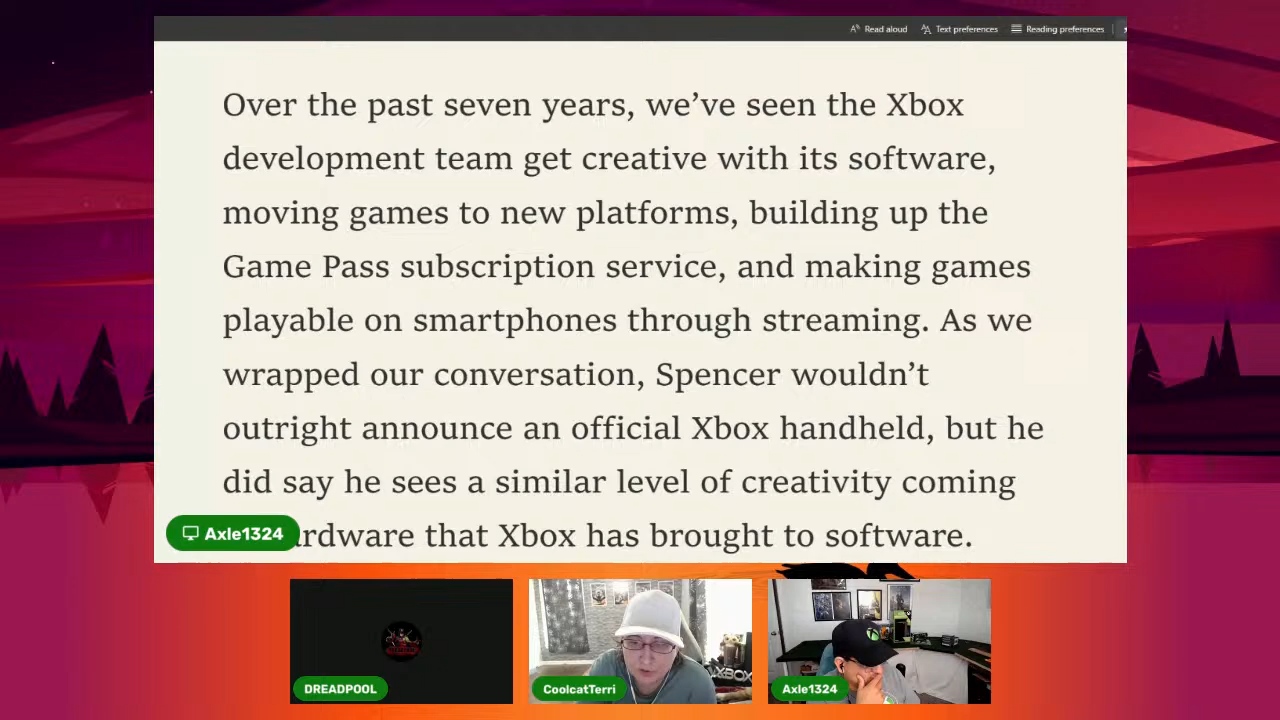 Read aloud
Text preferences
Reading preferences
Over the past seven years, we’ve seen the Xbox
development team get creative with its software,
moving games to new platforms, building up the
Game Pass subscription service, and making games
playable on smartphones through streaming. As we
wrapped our conversation, Spencer wouldn’t
outright announce an official Xbox handheld, but he
did say he sees a similar level of creativity coming
Axle1324
ardware that Xbox has brought to software.
DREADPOOL
CoolcatTerri
XBOX
Axle1324